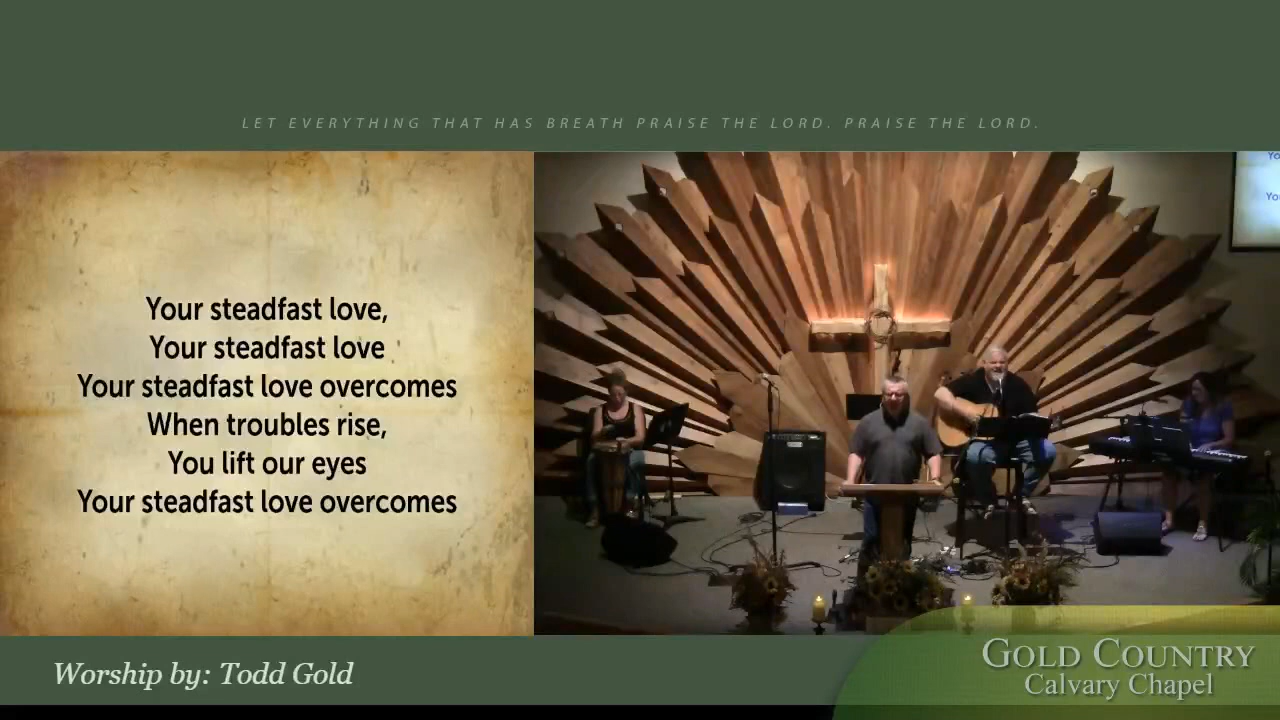 LET EVERYTHING THAT HAS BREATH PRAISE THE LORD. PRAISE THE LORD.
Your steadfast love,
Your steadfast love
Your steadfast love overcomes
When troubles rise,
You lift our eyes
Your steadfast love overcomes
Yo
Yo
Worship by: Todd Gold
GOLD COUNTRY
Calvary Chapel